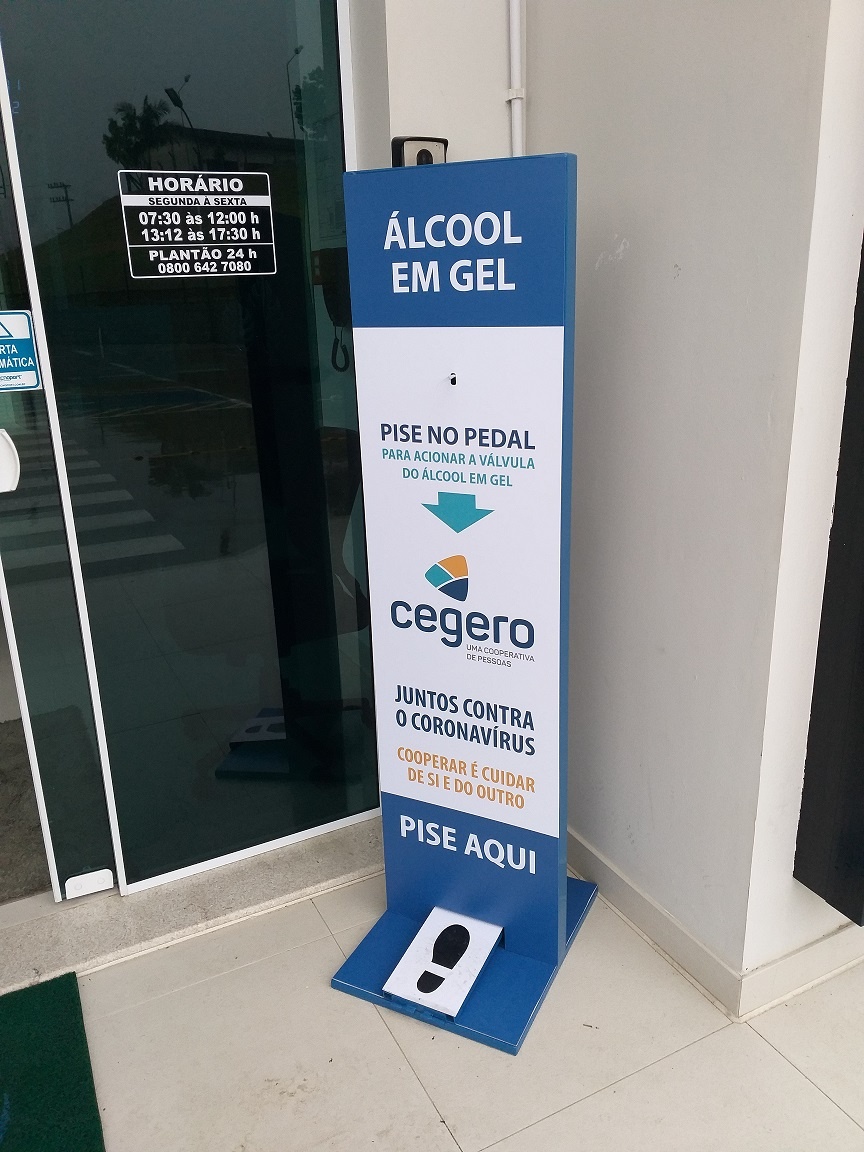 HORÁRIO
SEGUNDA À SEXTA
07:30 às 12:00 h
13:12 às 17:30 h
PLANTÃO 24 h
0800 642 7080
RTA
MÁTICA
ÁLCOOL
EM GEL
PISE NO PEDAL
PARA ACIONAR A VÁLVULA
DO ÁLCOOL EM GEL
cegero
UMA COOPERATIVA
DE PESSOAS
JUNTOS CONTRA
O CORONAVÍRUS
COOPERAR É CUIDAR
DE SI E DO OUTRO
PISE AQUI